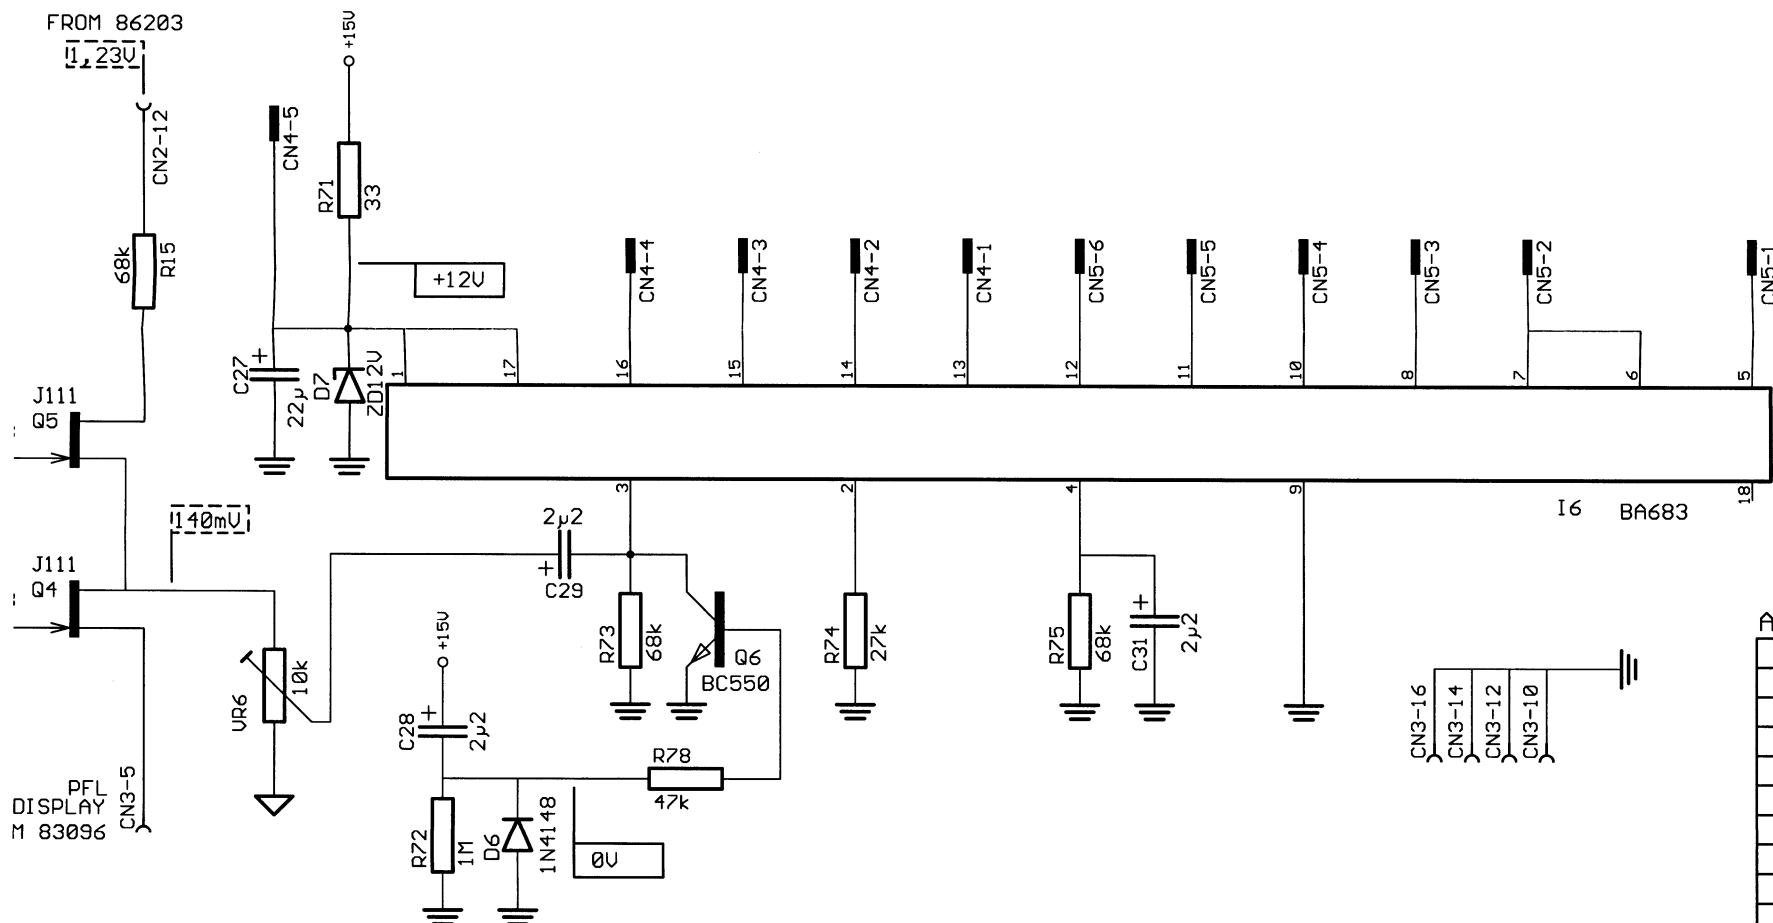 FROM 86203
1,23V
CN2-12
68k
R15
J111
Q5
140mV
J111
Q4
VR6
10k
PFL
DISPLAY
M 83096
CN3-5
CN4-5
+15V
R71
33
+12V
C27
+
22µ
D7
ZD12V
1
17
CN4-4
16
CN4-3
15
CN4-2
14
CN4-1
13
CN5-6
12
CN5-5
11
CN5-4
10
CN5-3
8
CN5-2
7
6
CN5-1
5
3
2
4
9
18
I6 BA683
2µ2
+
C29
R73
68k
Q6
BC550
R74
27k
R75
68k
+
C31
2µ2
+15V
C28
+
2µ2
R78
47k
R72
1M
D6
1N4148
0V
CN3-16
CN3-14
CN3-12
CN3-10
A